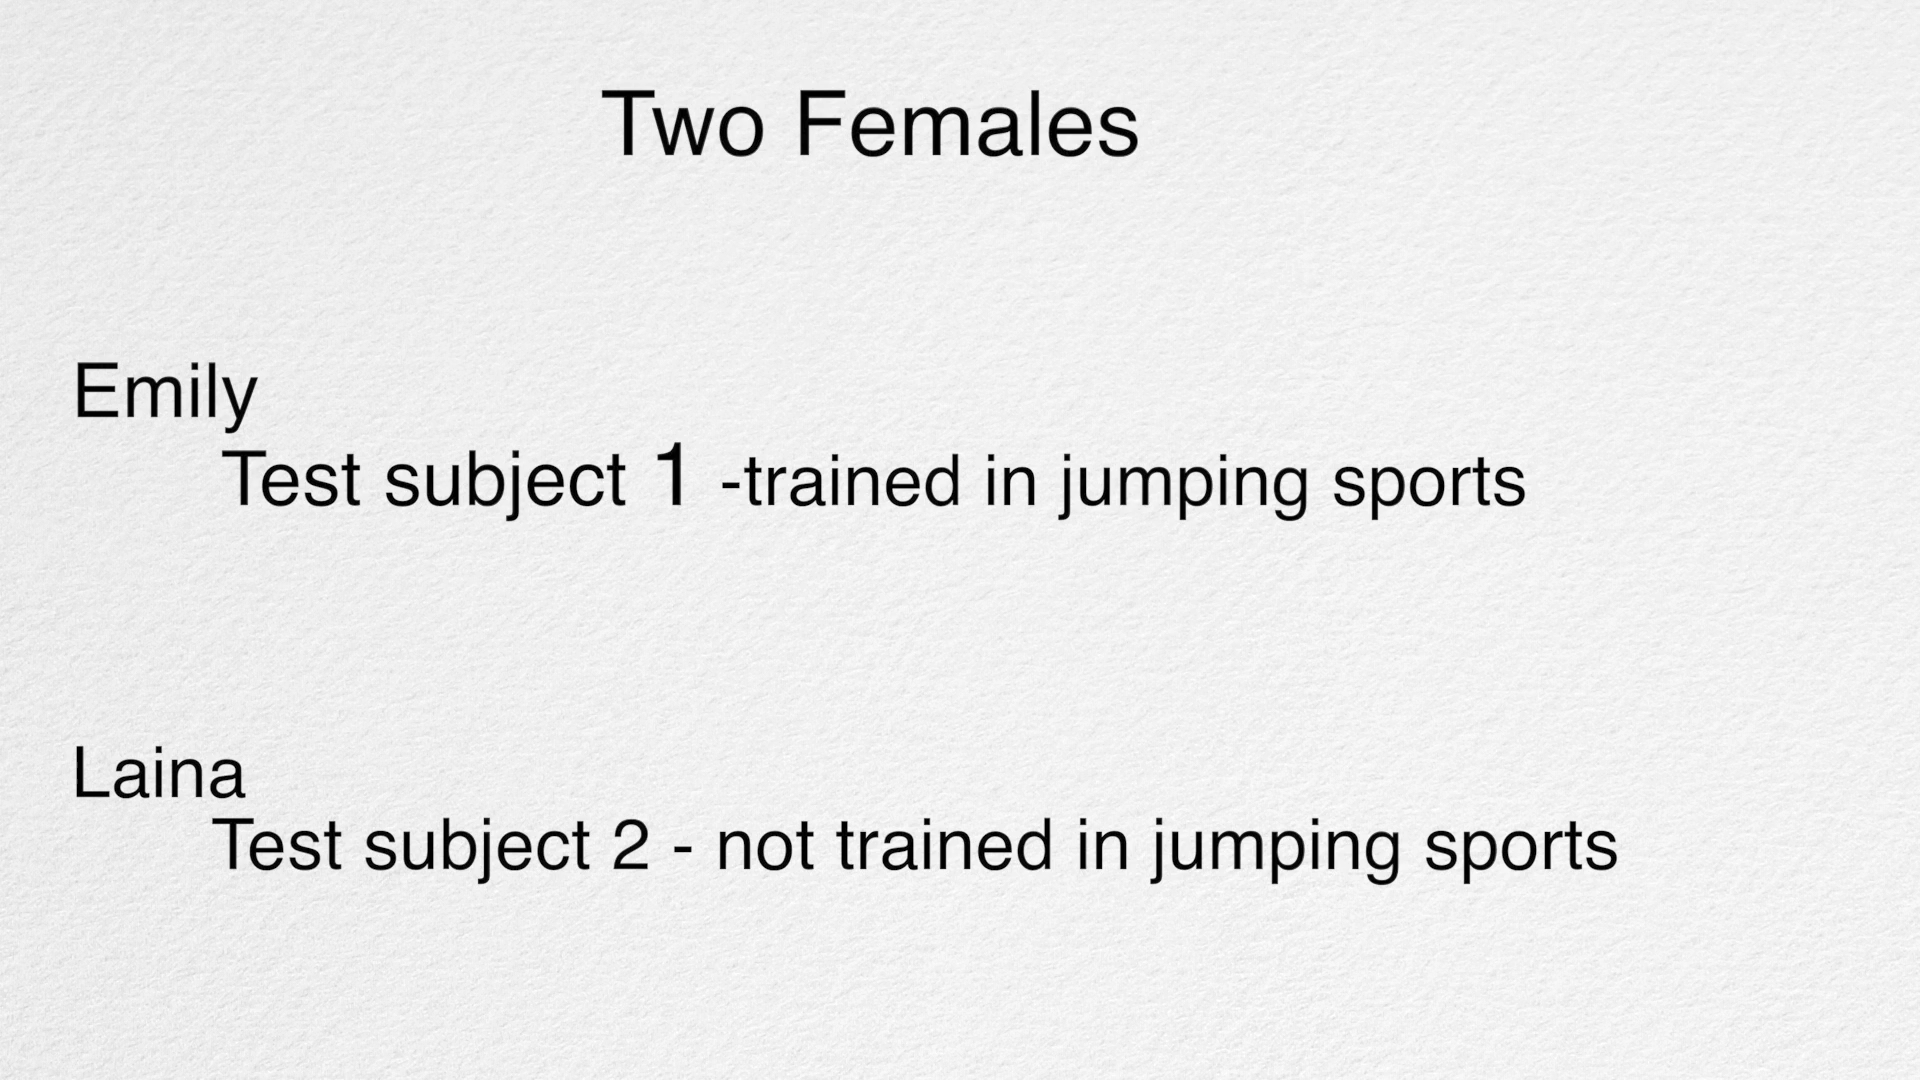 Two Females
Emily
Test subject 1 -trained in jumping sports
Laina
Test subject 2 - not trained in jumping sports